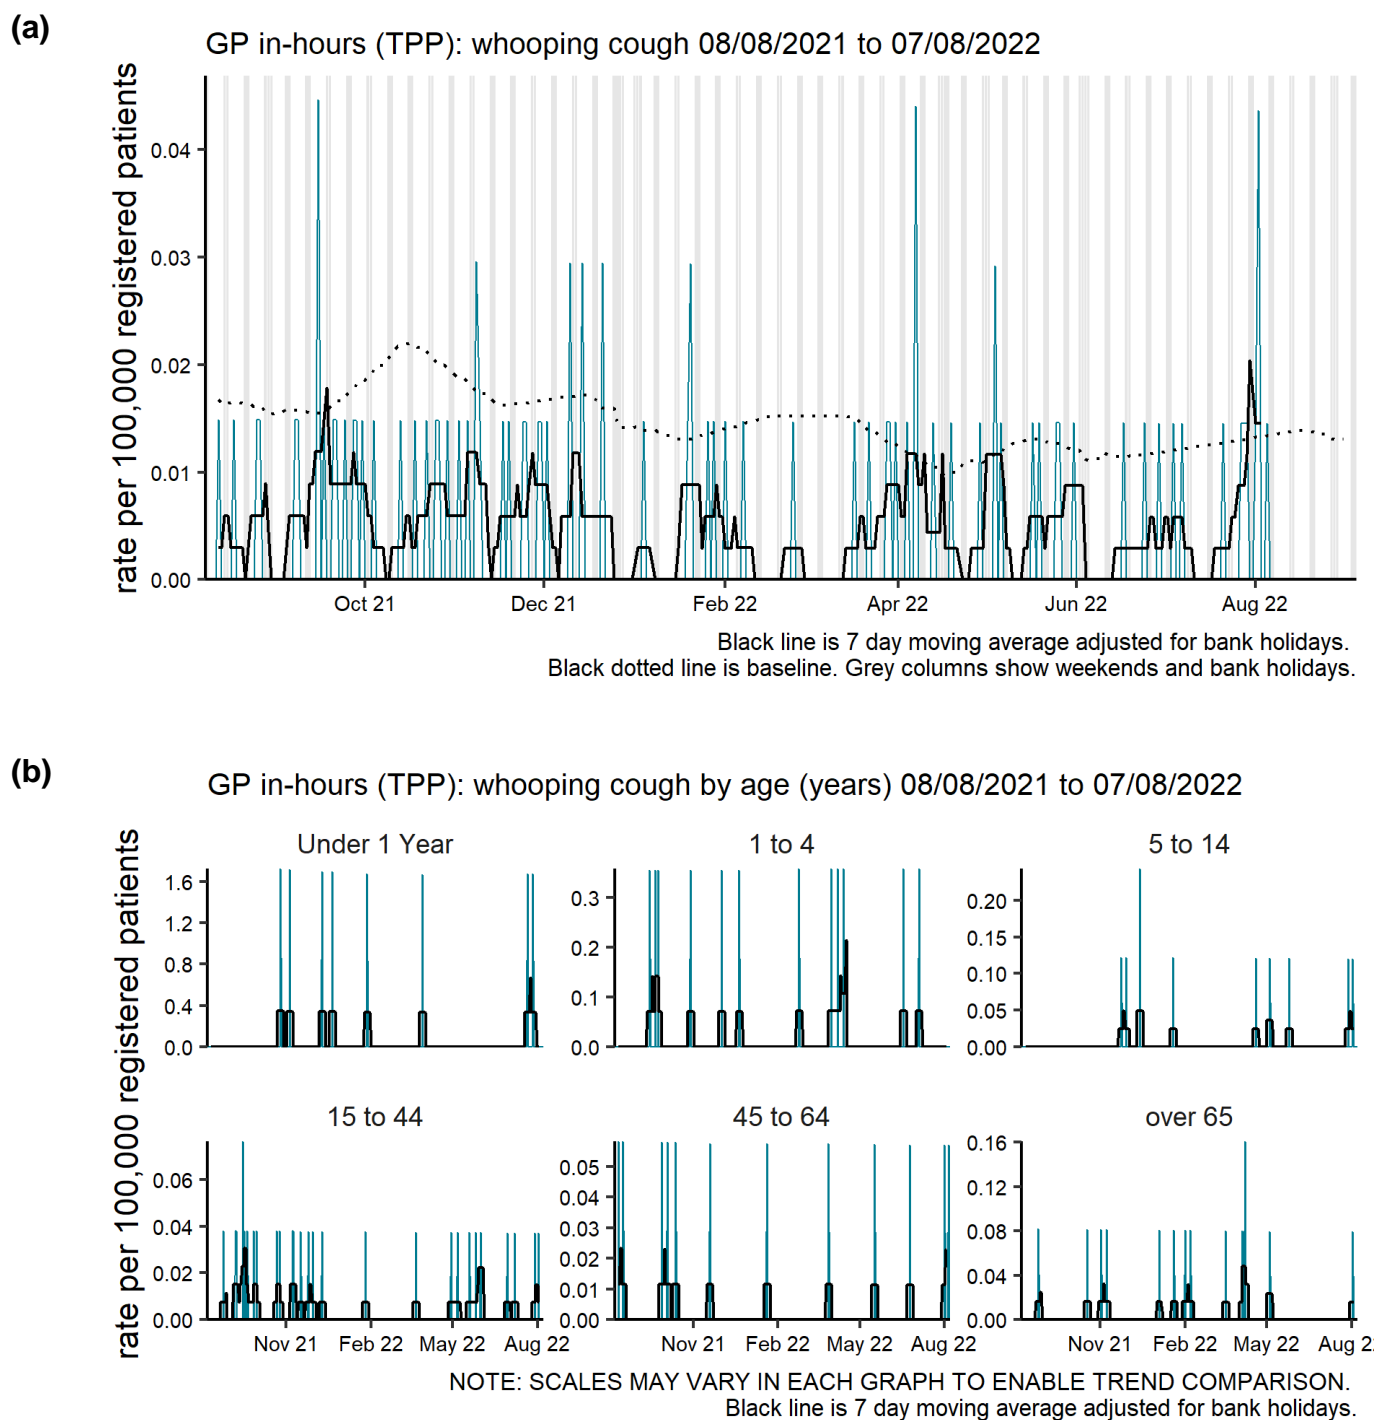 (a)
GP in-hours (TPP): whooping cough 08/08/2021 to 07/08/2022
rate per 100,000 registered patients
0.04
0.03
0.02
0.01
0.00
Oct 21 Dec 21 Feb 22 Apr 22 Jun 22 Aug 22
Black line is 7 day moving average adjusted for bank holidays.
Black dotted line is baseline. Grey columns show weekends and bank holidays.
(b)
GP in-hours (TPP): whooping cough by age (years) 08/08/2021 to 07/08/2022
rate per 100,000 registered patients
Under 1 Year
1.6
1.2
0.8
0.4
0.0
1 to 4
0.3
0.2
0.1
0.0
5 to 14
0.20
0.15
0.10
0.05
0.00
15 to 44
0.06
0.04
0.02
0.00
Nov 21 Feb 22 May 22 Aug 22
45 to 64
0.05
0.04
0.03
0.02
0.01
0.00
Nov 21 Feb 22 May 22 Aug 22
over 65
0.16
0.12
0.08
0.04
0.00
Nov 21 Feb 22 May 22 Aug 22
NOTE: SCALES MAY VARY IN EACH GRAPH TO ENABLE TREND COMPARISON.
Black line is 7 day moving average adjusted for bank holidays.